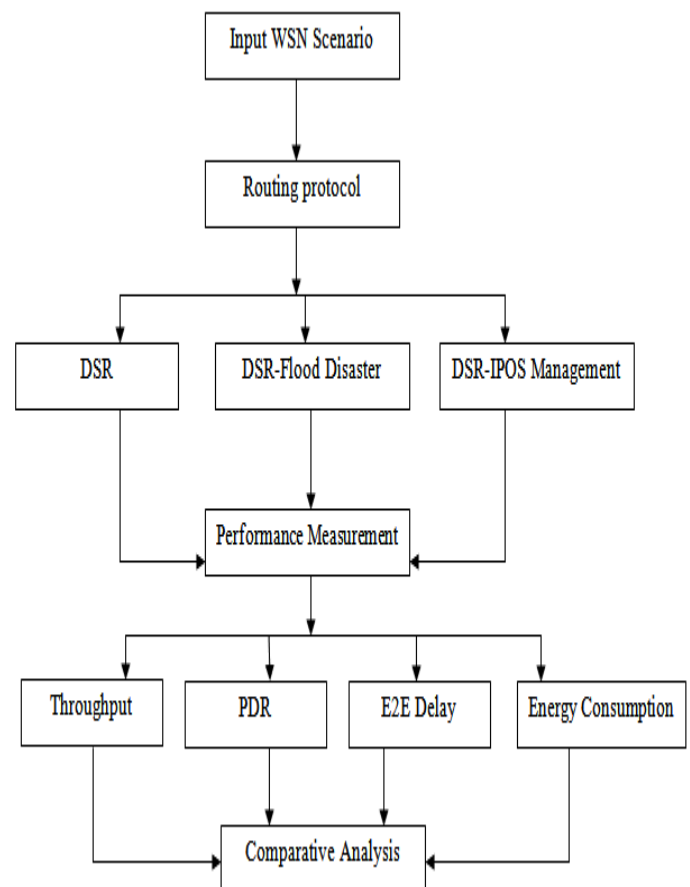 Input WSN Scenario
Routing protocol
DSR
DSR-Flood Disaster
DSR-IPOS Management
Performance Measurement
Throughput
PDR
E2E Delay
Energy Consumption
Comparative Analysis